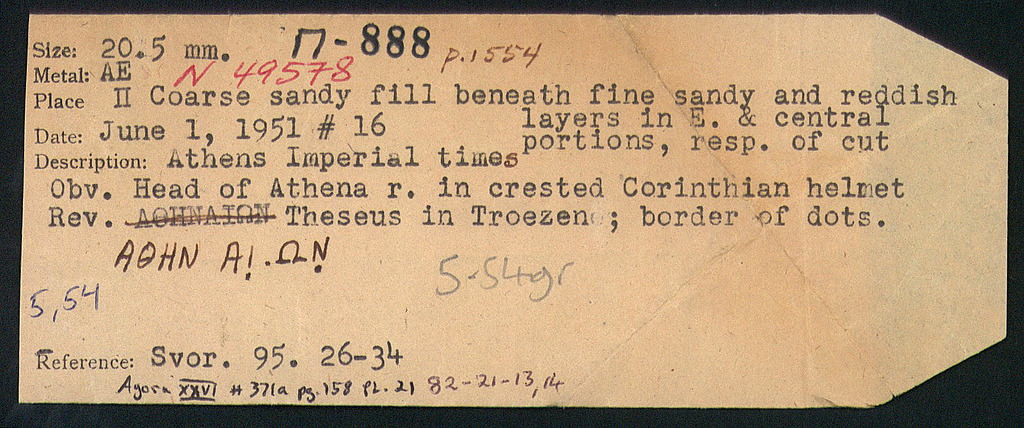 Size: 20.5 mm. Π-888 p.1554
Metal: AE N 49578
Place II Coarse sandy fill beneath fine sandy and reddish
layers in E. & central
Date: June 1, 1951 # 16
portions, resp. of cut
Description: Athens Imperial times
Obv. Head of Athena r. in crested Corinthian helmet
Rev. ΑΘΗΝΑΙΩΝ Theseus in Troezen ; border of dots.
ΑΘΗΝ ΑΙ.ΩΝ
5-54gr
5,54
Reference: Svor. 95. 26-34
Agora XXVI # 371a pg.158 PL.21 82-21-13,14